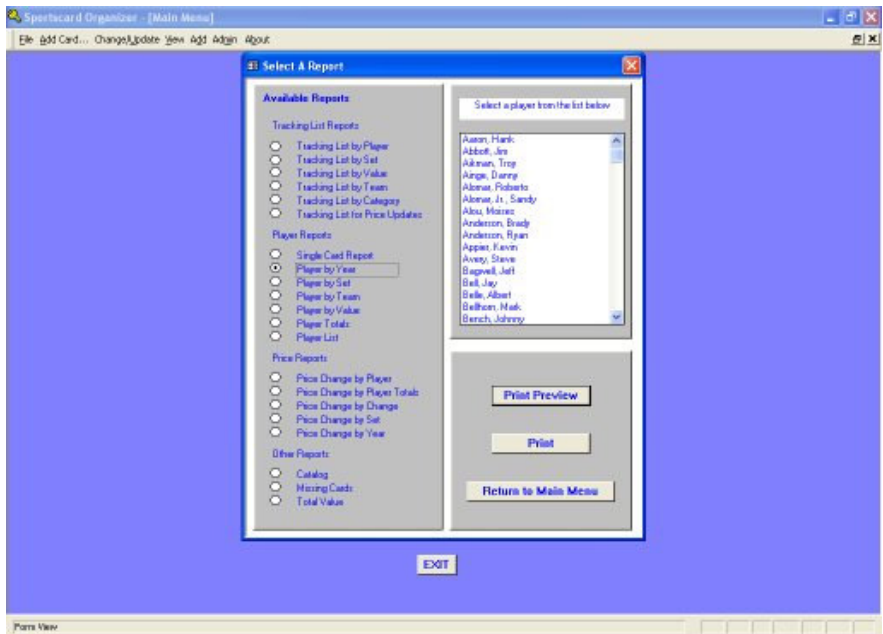 Sportscard Organizer - [Main Menu]
File Add Card... Change/Update View Add Admin About
Select A Report
Available Reports
Tracking List Reports
Tracking List by Player
Tracking List by Set
Tracking List by Value
Tracking List by Team
Tracking List by Category
Tracking List for Price Updates
Player Reports
Single Card Report
Player by Year
Player by Set
Player by Team
Player by Value
Player Totals
Player List
Price Reports
Price Change by Player
Price Change by Player Totals
Price Change by Change
Price Change by Set
Price Change by Year
Other Reports
Catalog
Missing Cards
Total Value
Select a player from the list below
Aaron, Hank
Abbott, Jim
Aikman, Troy
Ainge, Danny
Alomar, Roberto
Alomar, Jr., Sandy
Alou, Moises
Anderson, Brady
Anderson, Ryan
Appier, Kevin
Avery, Steve
Bagwell, Jeff
Bell, Jay
Belle, Albert
Bellhorn, Mark
Bench, Johnny
Print Preview
Print
Return to Main Menu
EXIT
Form View